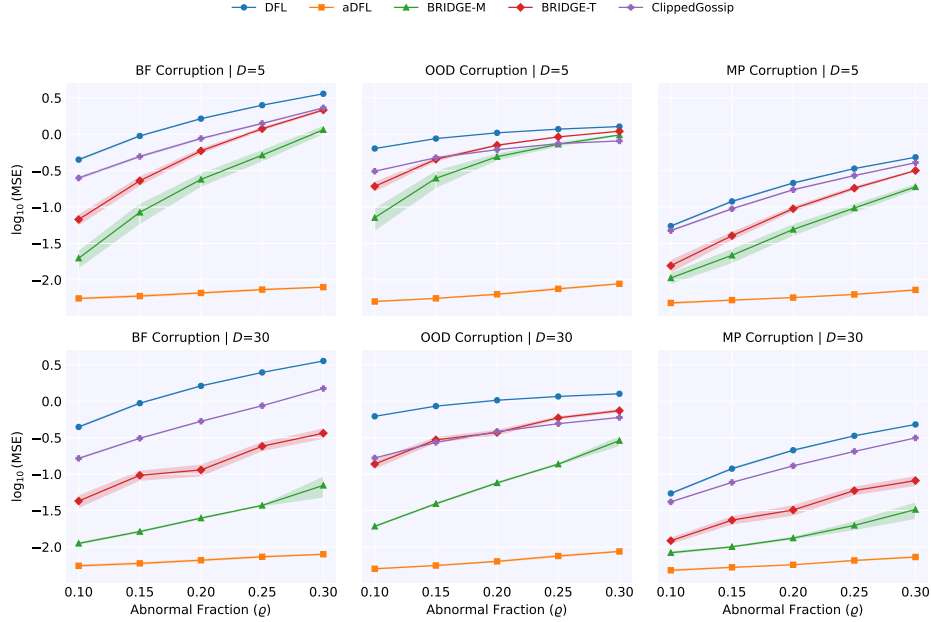 DFL aDFL BRIDGE-M BRIDGE-T ClippedGossip
BF Corruption | D=5 OOD Corruption | D=5 MP Corruption | D=5
0.5
0.0
−0.5
−1.0
−1.5
−2.0
log₁₀(MSE)
BF Corruption | D=30 OOD Corruption | D=30 MP Corruption | D=30
0.5
0.0
−0.5
−1.0
−1.5
−2.0
log₁₀(MSE)
0.10 0.15 0.20 0.25 0.30 0.10 0.15 0.20 0.25 0.30 0.10 0.15 0.20 0.25 0.30
Abnormal Fraction (ϱ) Abnormal Fraction (ϱ) Abnormal Fraction (ϱ)